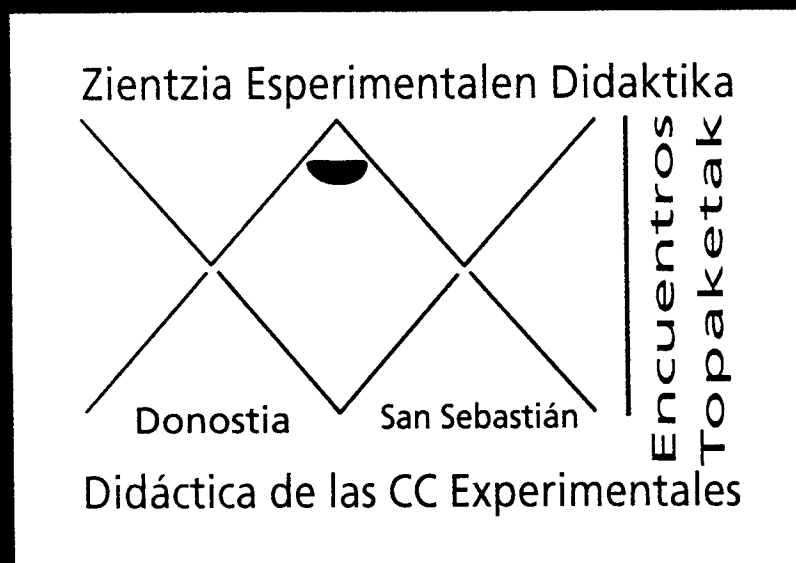 Zientzia Esperimentalen Didaktika
Donostia
San Sebastián
Didáctica de las CC Experimentales
Encuentros
Topaketak